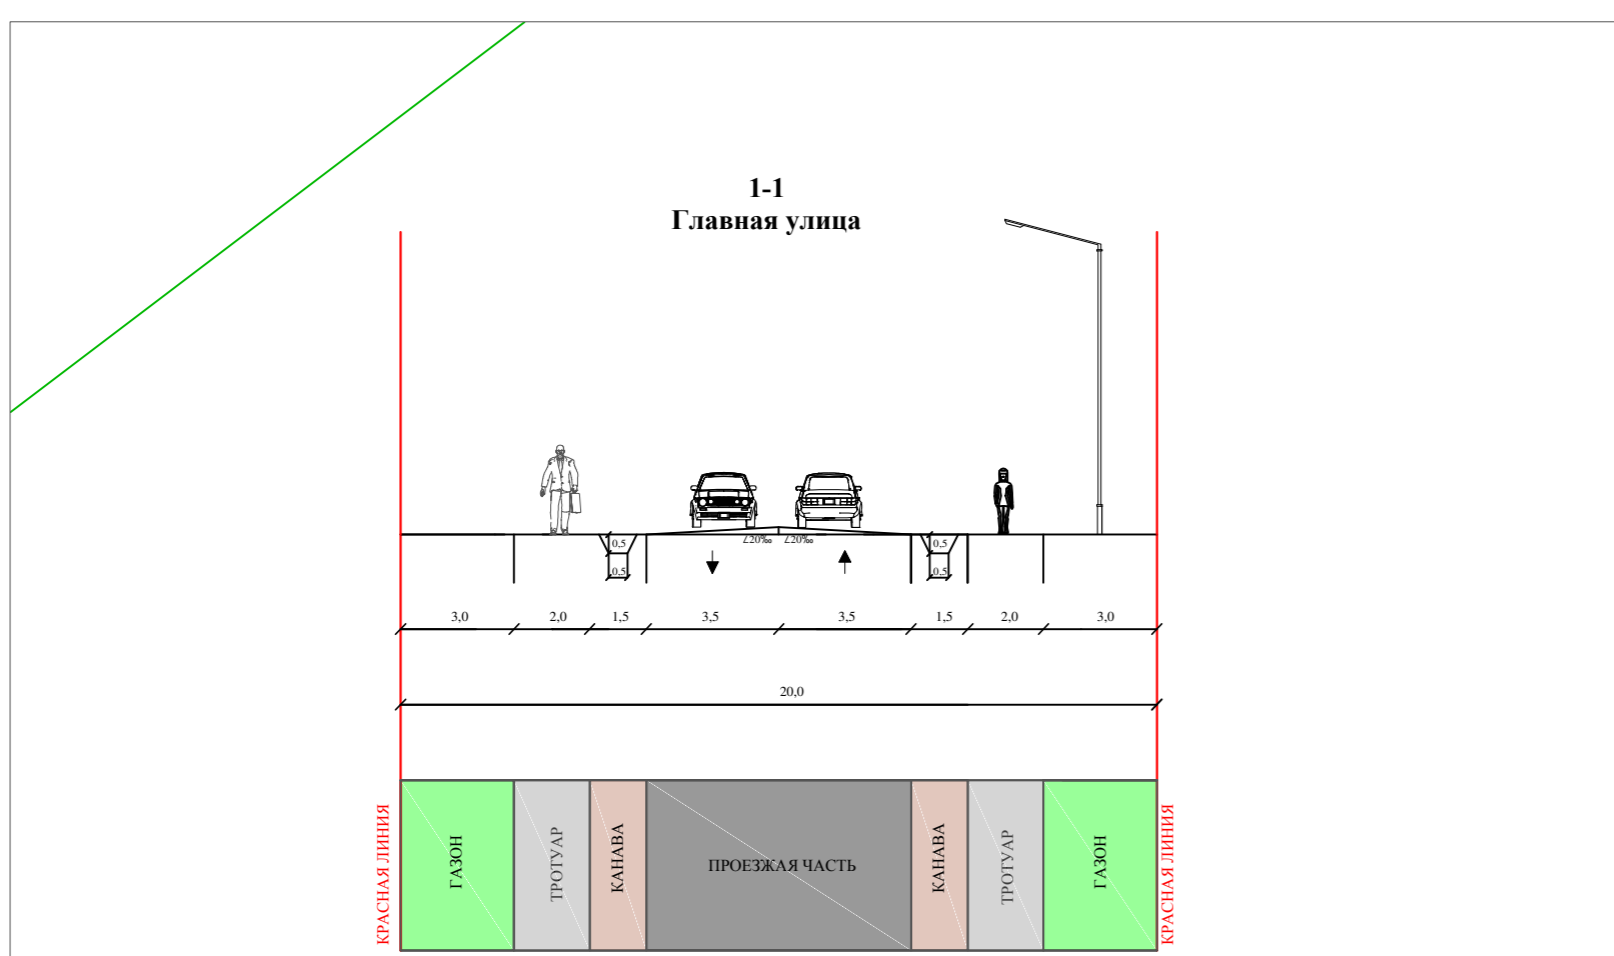 1-1
Главная улица
0,5
0,5
∠20‰
∠20‰
0,5
0,5
3,0
2,0
1,5
3,5
3,5
1,5
2,0
3,0
20,0
КРАСНАЯ ЛИНИЯ
ГАЗОН
ТРОТУАР
КАНАВА
ПРОЕЗЖАЯ ЧАСТЬ
КАНАВА
ТРОТУАР
ГАЗОН
КРАСНАЯ ЛИНИЯ